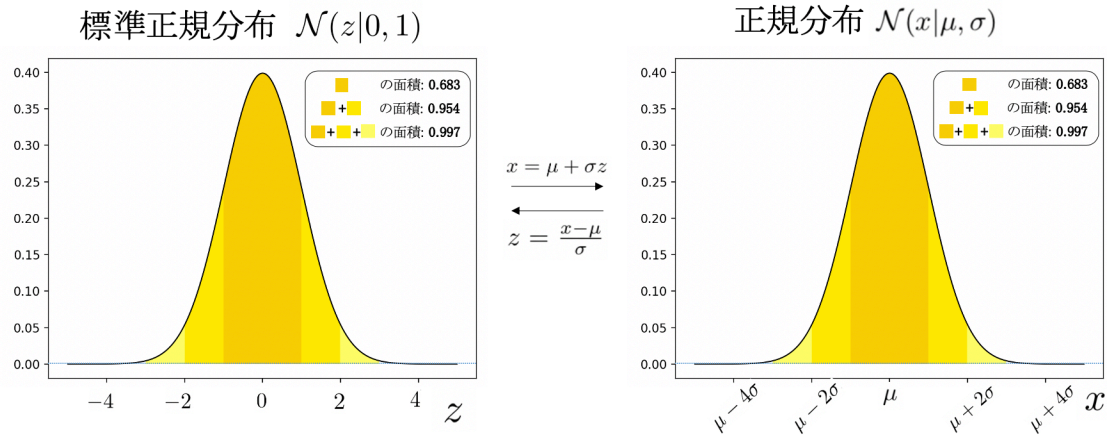 標準正規分布 𝒩(z|0, 1)
0.40
0.35
0.30
0.25
0.20
0.15
0.10
0.05
0.00
の面積: 0.683
+ の面積: 0.954
+ + の面積: 0.997
−4 −2 0 2 4 z
x = μ + σz
z = (x−μ)/σ
正規分布 𝒩(x|μ, σ)
0.40
0.35
0.30
0.25
0.20
0.15
0.10
0.05
0.00
の面積: 0.683
+ の面積: 0.954
+ + の面積: 0.997
μ − 4σ μ − 2σ μ μ + 2σ μ + 4σ x